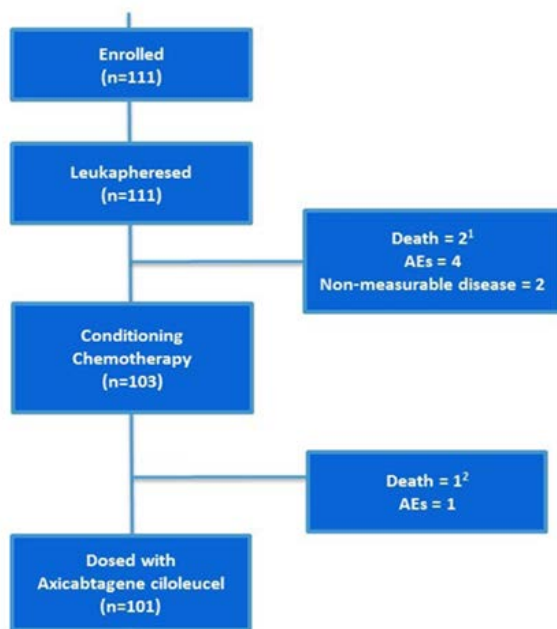 Enrolled
(n=111)
Leukapheresed
(n=111)
Death = 2¹
AEs = 4
Non-measurable disease = 2
Conditioning
Chemotherapy
(n=103)
Death = 1²
AEs = 1
Dosed with
Axicabtagene ciloleucel
(n=101)